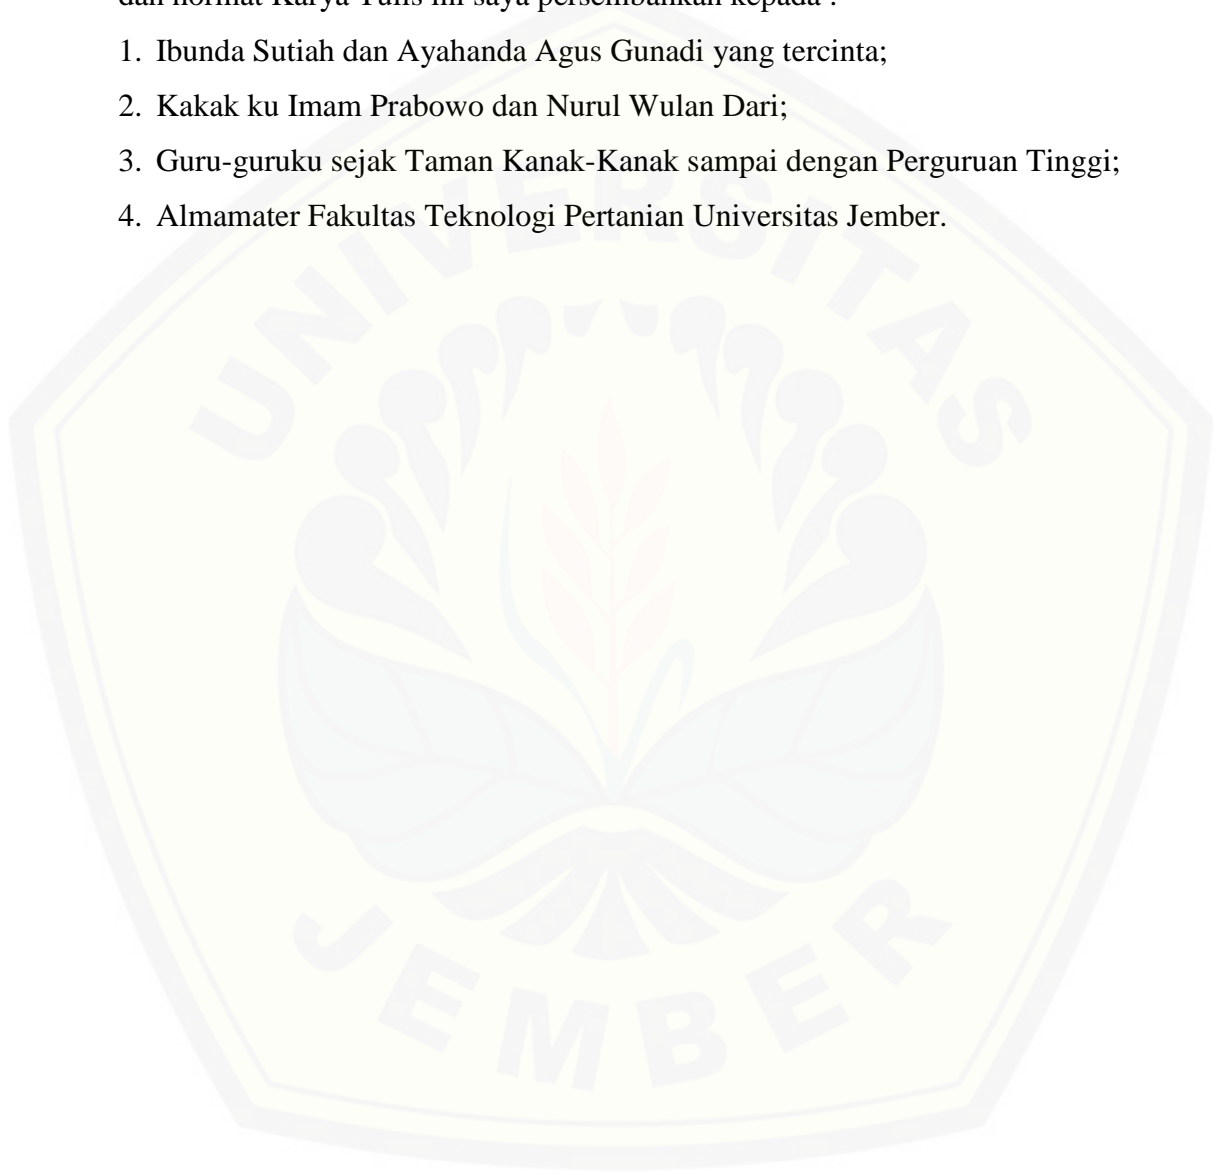 dan hormat Karya Tulis ini saya persembahkan kepada :
1. Ibunda Sutiah dan Ayahanda Agus Gunadi yang tercinta;
2. Kakak ku Imam Prabowo dan Nurul Wulan Dari;
3. Guru-guruku sejak Taman Kanak-Kanak sampai dengan Perguruan Tinggi;
4. Almamater Fakultas Teknologi Pertanian Universitas Jember.
UNIVERSITAS
JEMBER